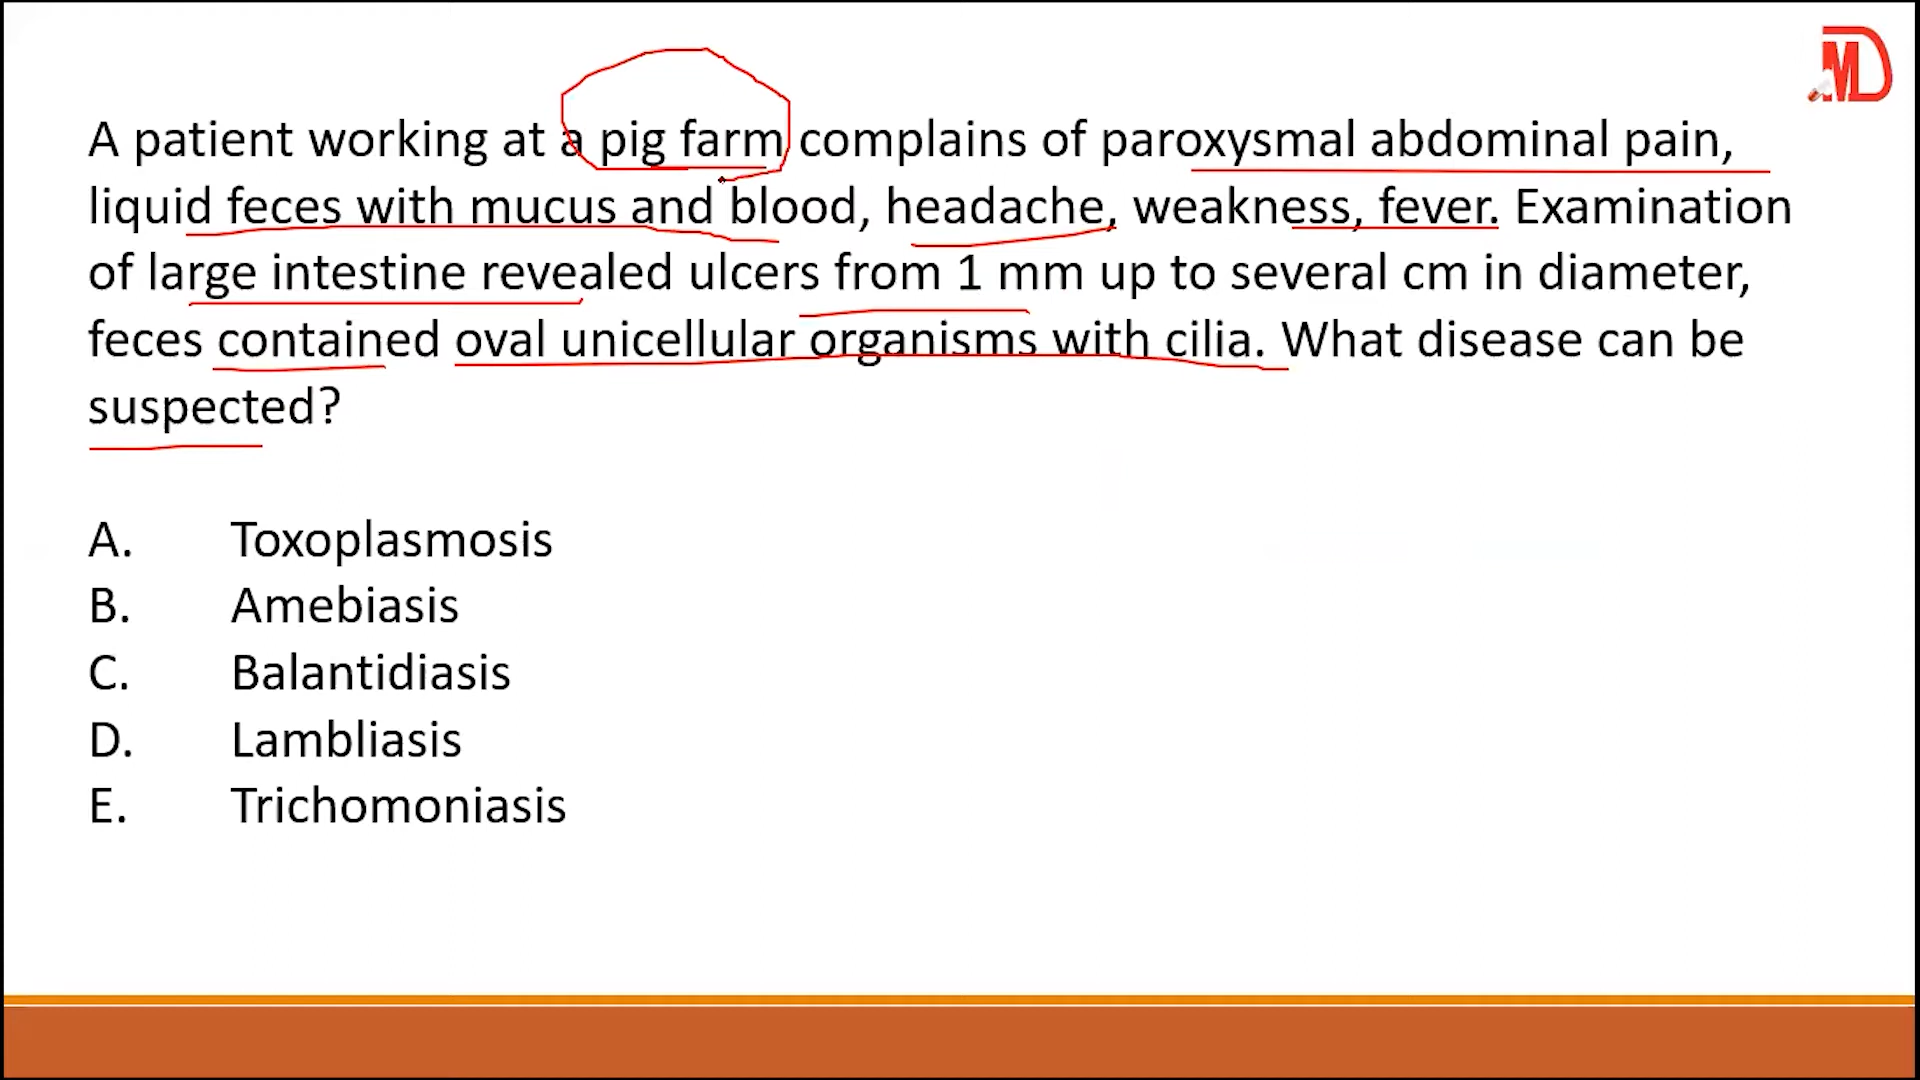 MD
A patient working at a pig farm complains of paroxysmal abdominal pain,
liquid feces with mucus and blood, headache, weakness, fever. Examination
of large intestine revealed ulcers from 1 mm up to several cm in diameter,
feces contained oval unicellular organisms with cilia. What disease can be
suspected?
A. Toxoplasmosis
B. Amebiasis
C. Balantidiasis
D. Lambliasis
E. Trichomoniasis